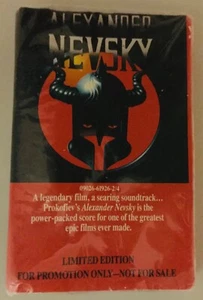 ALEXANDER
NEVSKY
09026-61926-2/4
A legendary film, a searing soundtrack...
Prokofiev's Alexander Nevsky is the
power-packed score for one of the greatest
epic films ever made.
LIMITED EDITION
FOR PROMOTION ONLY—NOT FOR SALE